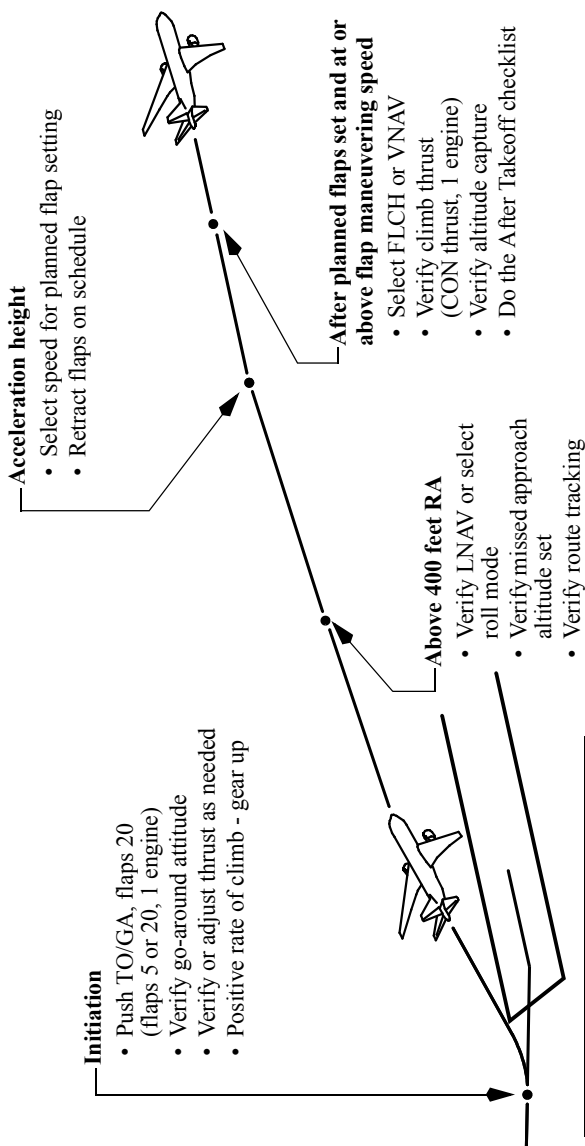 Initiation
• Push TO/GA, flaps 20
(flaps 5 or 20, 1 engine)
• Verify go-around attitude
• Verify or adjust thrust as needed
• Positive rate of climb - gear up
Above 400 feet RA
• Verify LNAV or select
roll mode
• Verify missed approach
altitude set
• Verify route tracking
Acceleration height
• Select speed for planned flap setting
• Retract flaps on schedule
After planned flaps set and at or
above flap maneuvering speed
• Select FLCH or VNAV
• Verify climb thrust
(CON thrust, 1 engine)
• Verify altitude capture
• Do the After Takeoff checklist